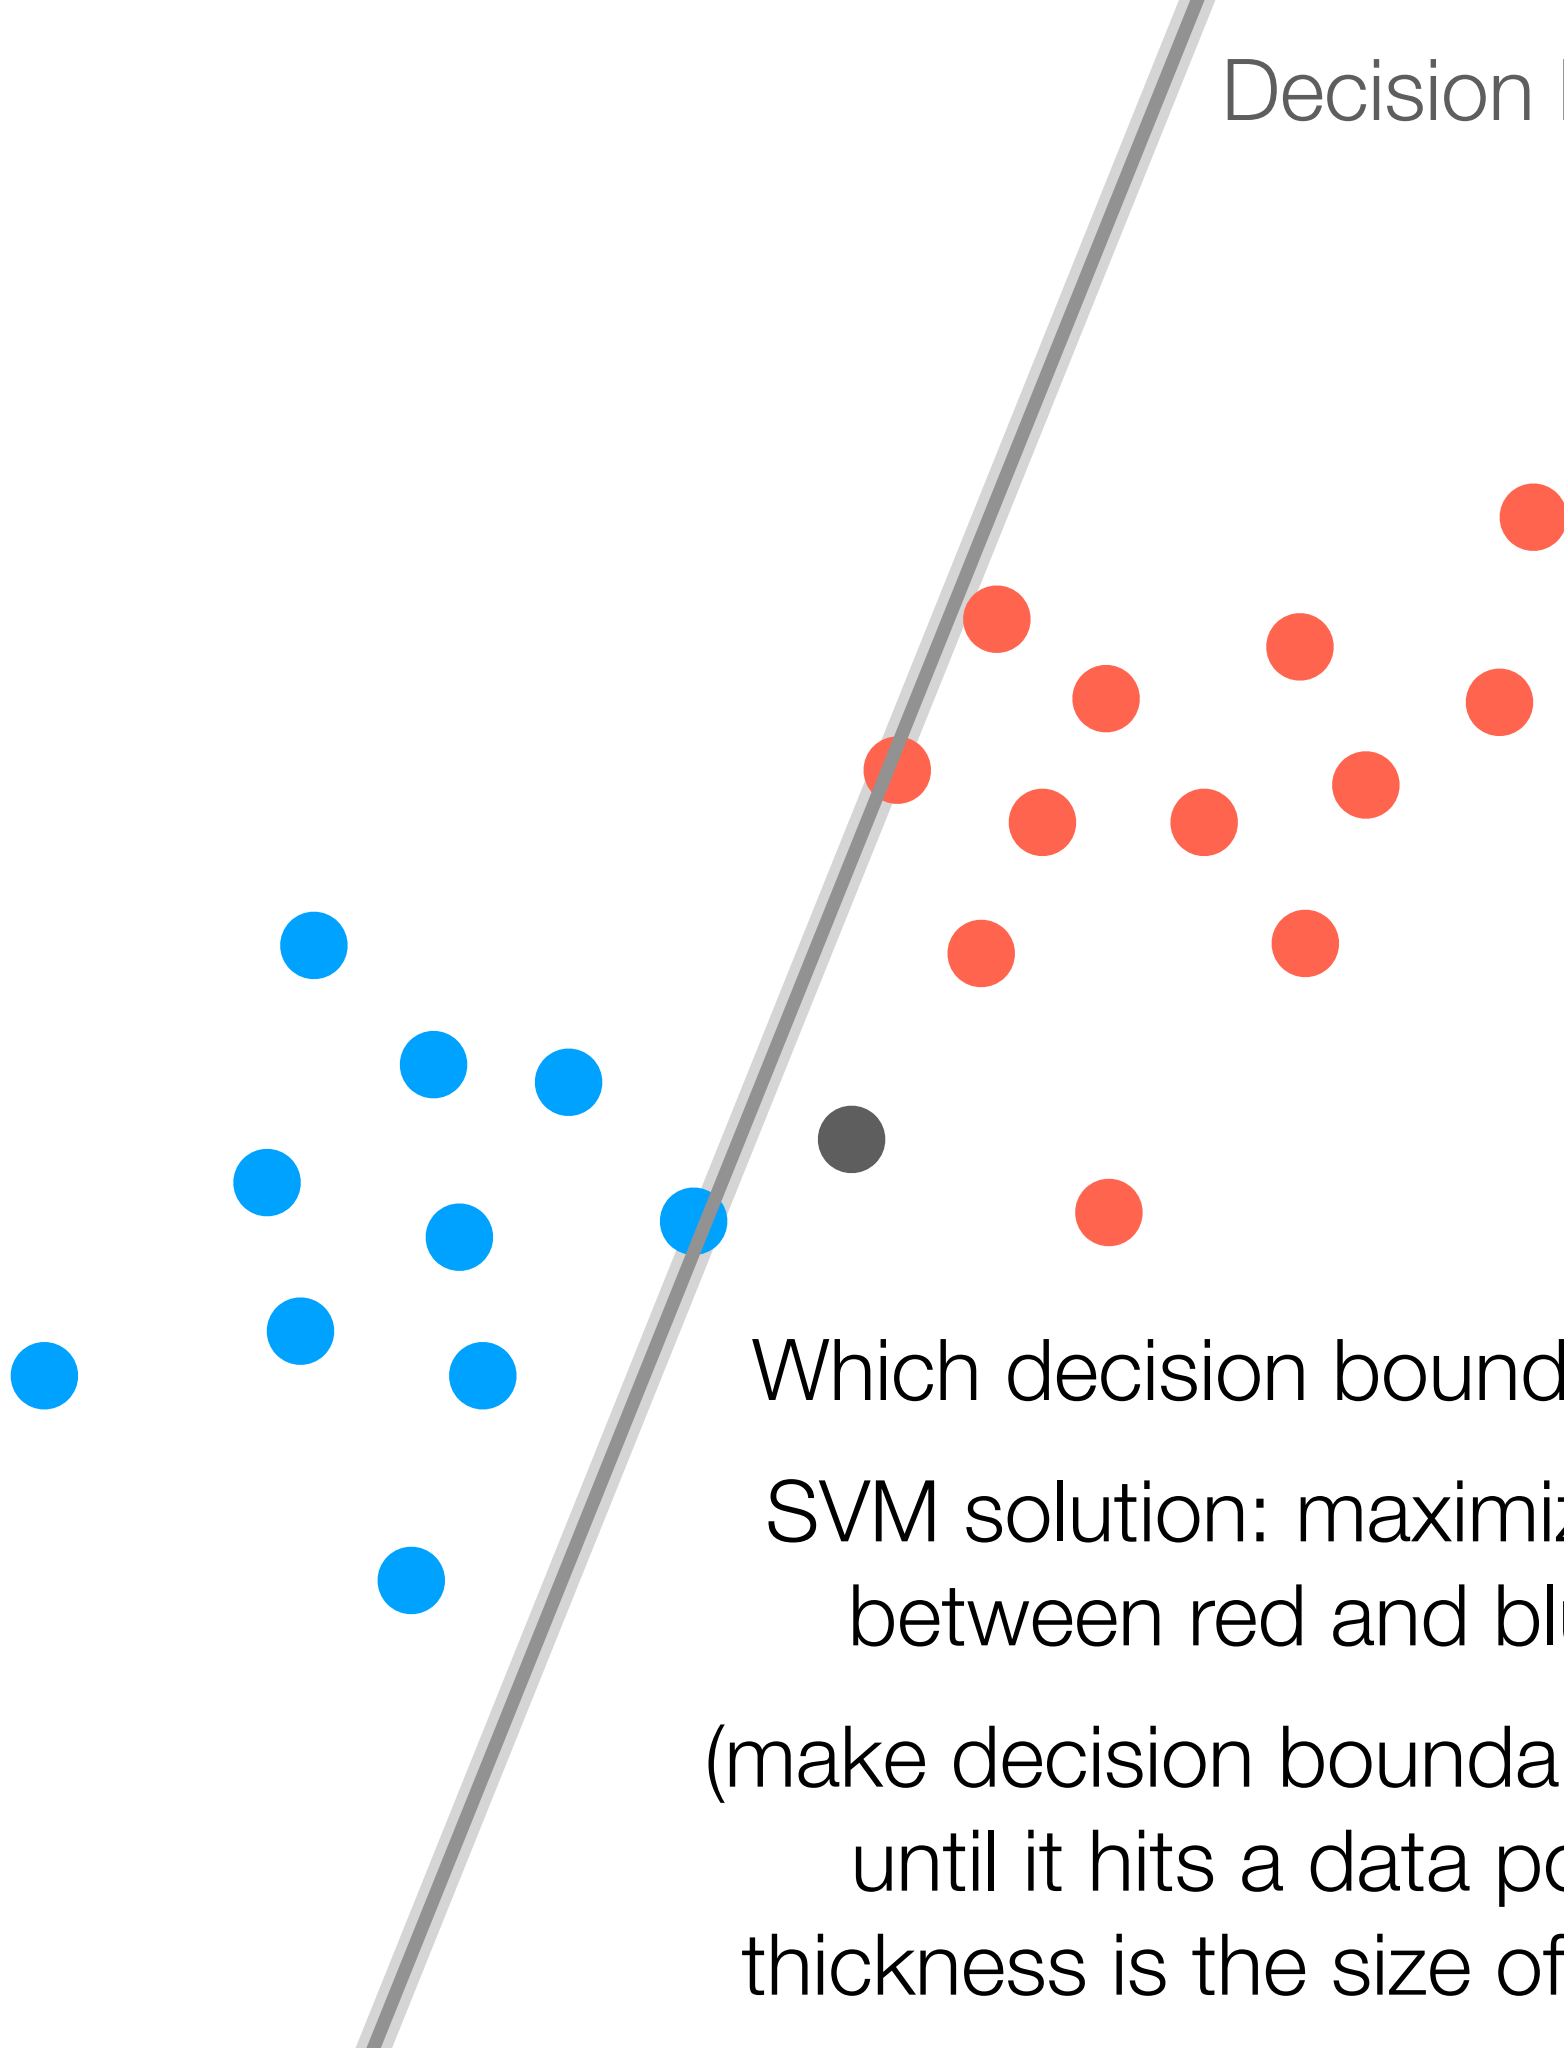 Decision
Which decision bound
SVM solution: maximiz
between red and blu
(make decision bounda
until it hits a data po
thickness is the size of